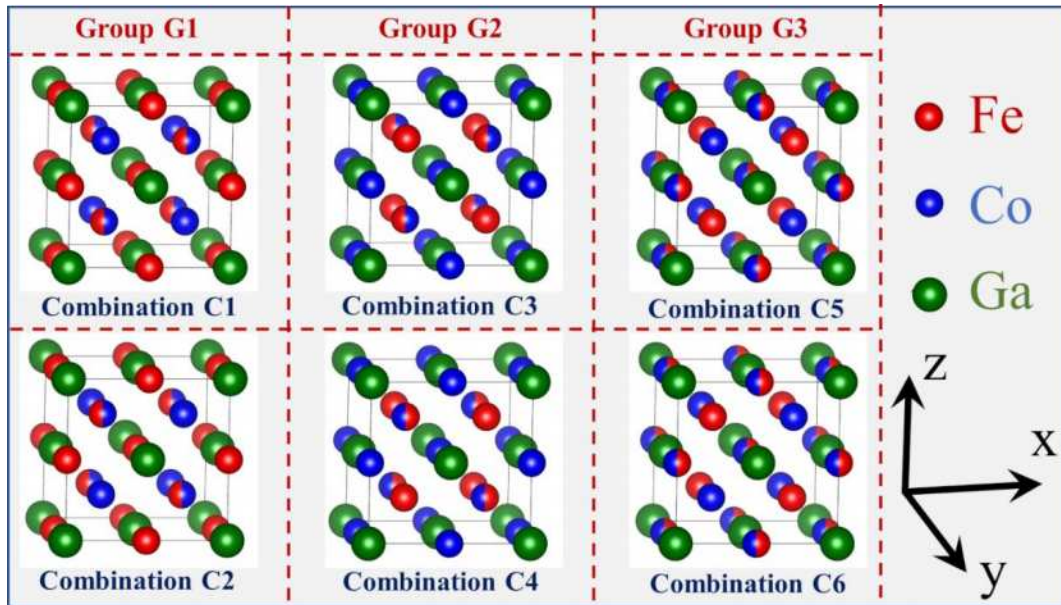 Group G1 Group G2 Group G3
Combination C1 Combination C3 Combination C5
Combination C2 Combination C4 Combination C6
Fe
Co
Ga
z
x
y